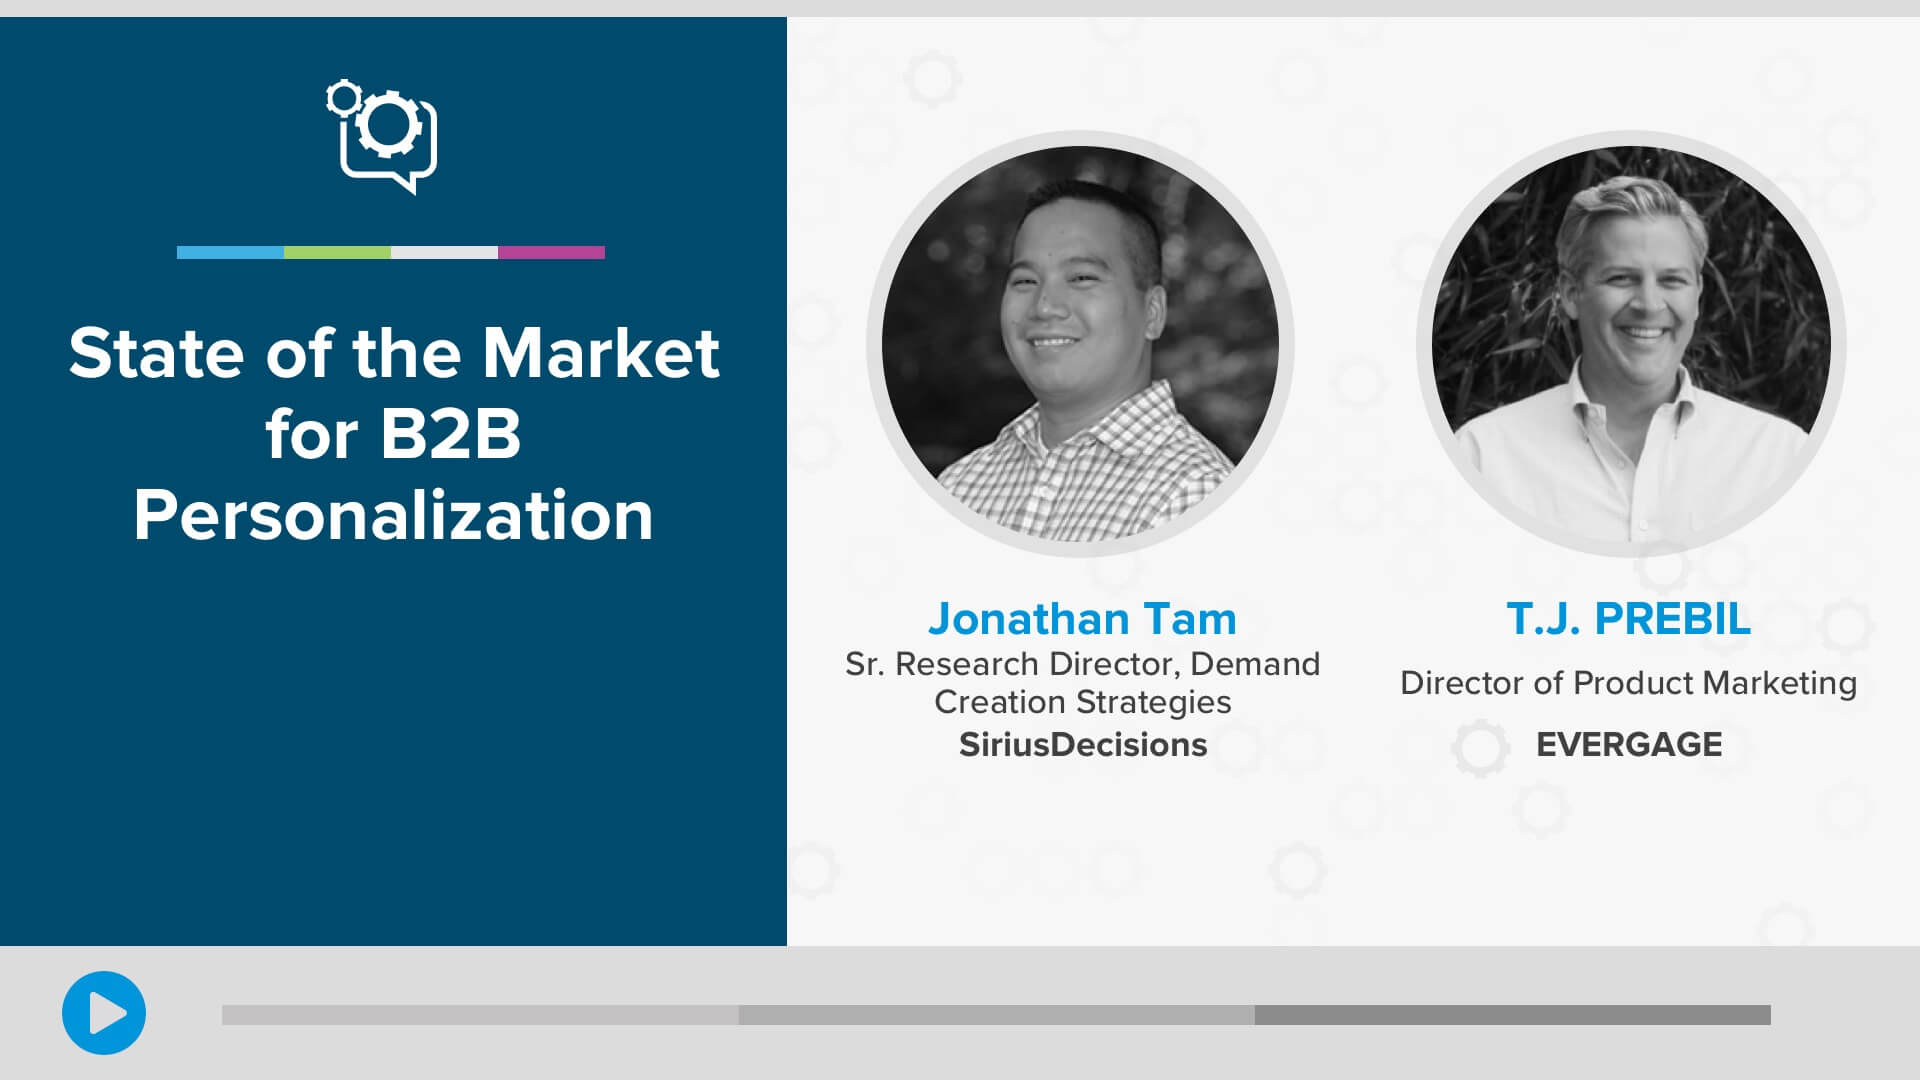 State of the Market
for B2B
Personalization
Jonathan Tam
Sr. Research Director, Demand
Creation Strategies
SiriusDecisions
T.J. PREBIL
Director of Product Marketing
EVERGAGE